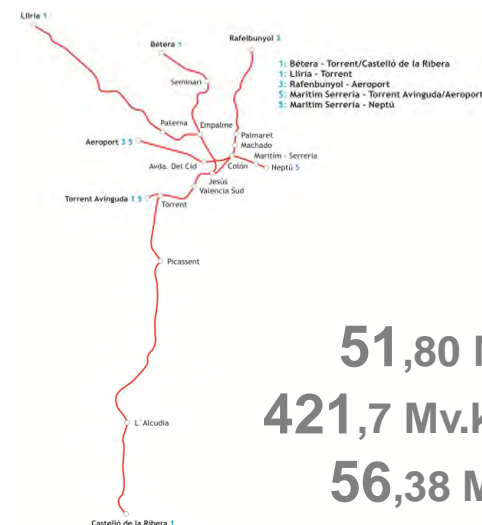 Llíria 1
Rafelbunyol 3
Bétera 1
1: Bétera - Torrent/Castelló de la Ribera
1: Llíria - Torrent
3: Rafenbunyol - Aeroport
5: Marítim Serrería - Torrent Avinguda/Aeroport
5: Marítim Serrería - Neptú
Seminari
Paterna
Empalme
Palmaret
Machado
Aeroport 3 5
Marítim - Serrería
Avda. Del Cid
Colón
Neptú 5
Jesús
Valencia Sud
Torrent Avinguda 1 5
Torrent
Picassent
51,80
421,7 Mv.
56,38
L´Alcudia
Castelló de la Ribera 1